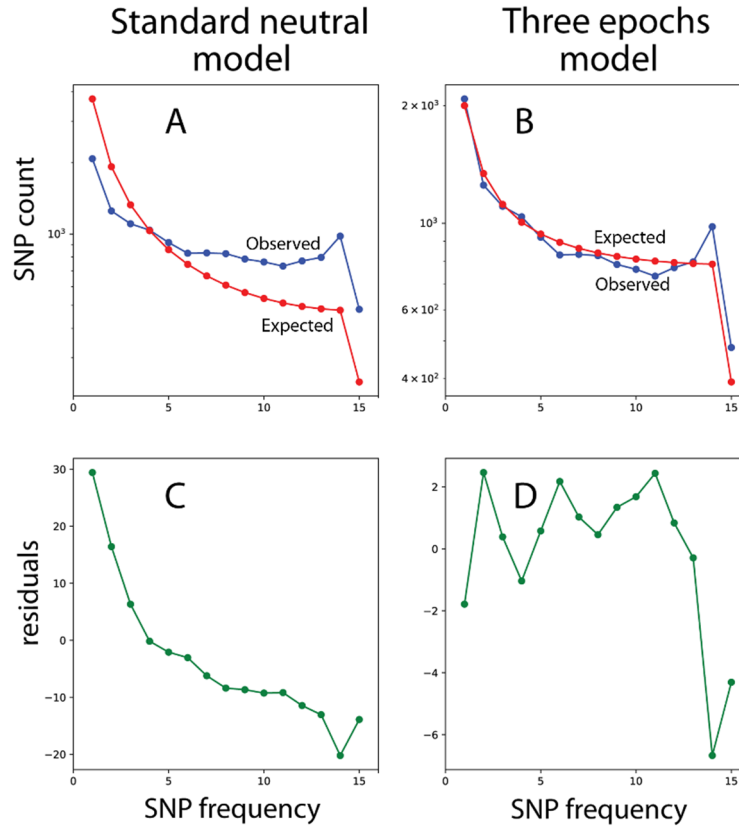 Standard neutral
model
Three epochs
model
A
SNP count
10³
Observed
Expected
0
5
10
15
B
2 × 10³
10³
6 × 10²
4 × 10²
Expected
Observed
0
5
10
15
C
residuals
30
20
10
0
−10
−20
0
5
10
15
SNP frequency
D
2
0
−2
−4
−6
0
5
10
15
SNP frequency